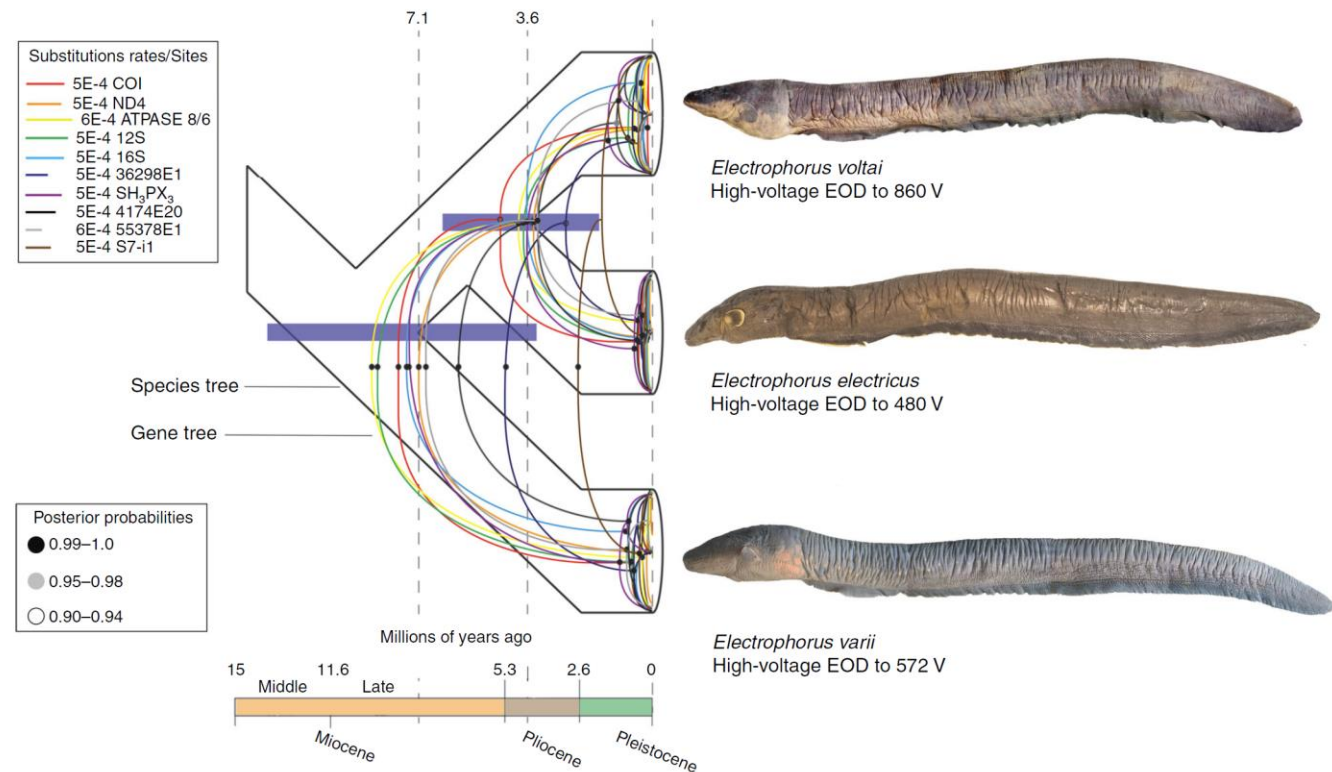 7.1 3.6
Substitutions rates/Sites
5E-4 COI
5E-4 ND4
6E-4 ATPASE 8/6
5E-4 12S
5E-4 16S
5E-4 36298E1
5E-4 SH₃PX₃
5E-4 4174E20
6E-4 55378E1
5E-4 S7-i1
Electrophorus voltai
High-voltage EOD to 860 V
Electrophorus electricus
High-voltage EOD to 480 V
Species tree
Gene tree
Posterior probabilities
0.99–1.0
0.95–0.98
0.90–0.94
Electrophorus varii
High-voltage EOD to 572 V
Millions of years ago
15 11.6 5.3 2.6 0
Middle Late
Miocene Pliocene Pleistocene